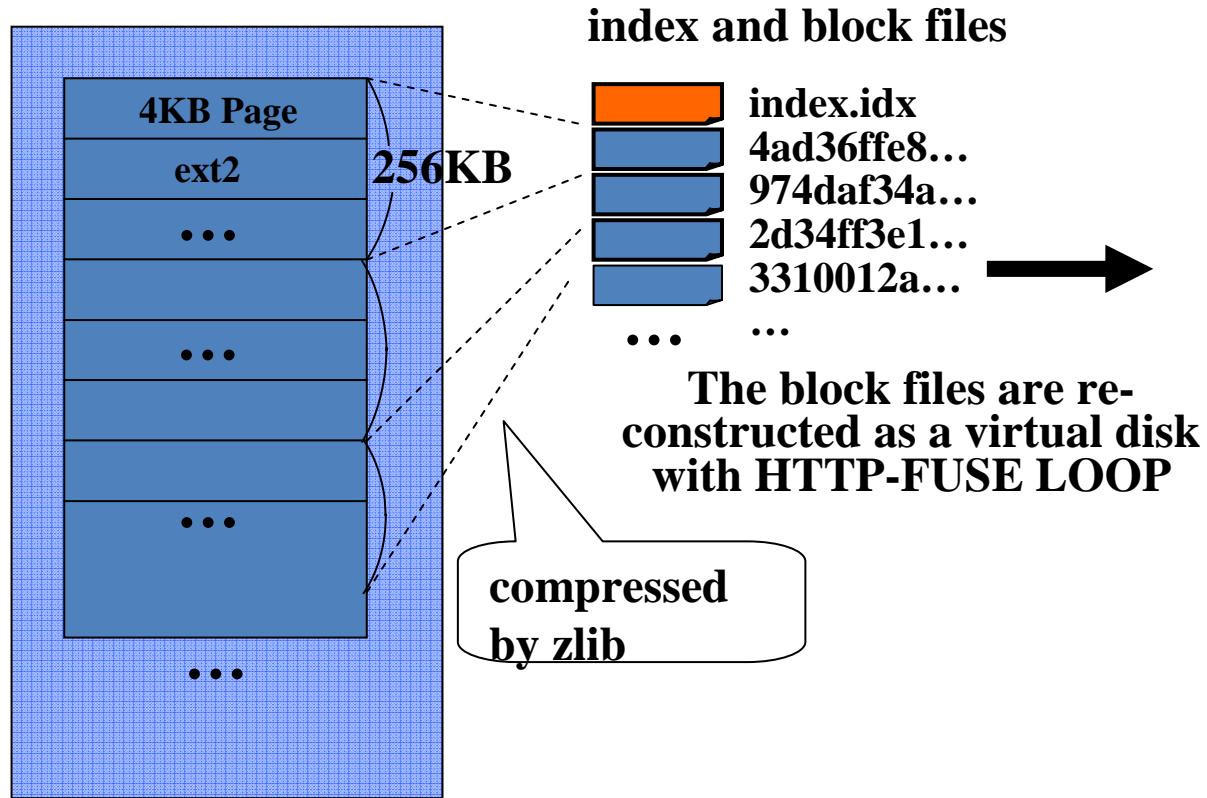 index and block files
4KB Page
ext2
...
256KB
...
...
...
index.idx
4ad36ffe8...
974daf34a...
2d34ff3e1...
3310012a...
... ...
The block files are re-
constructed as a virtual disk
with HTTP-FUSE LOOP
compressed
by zlib